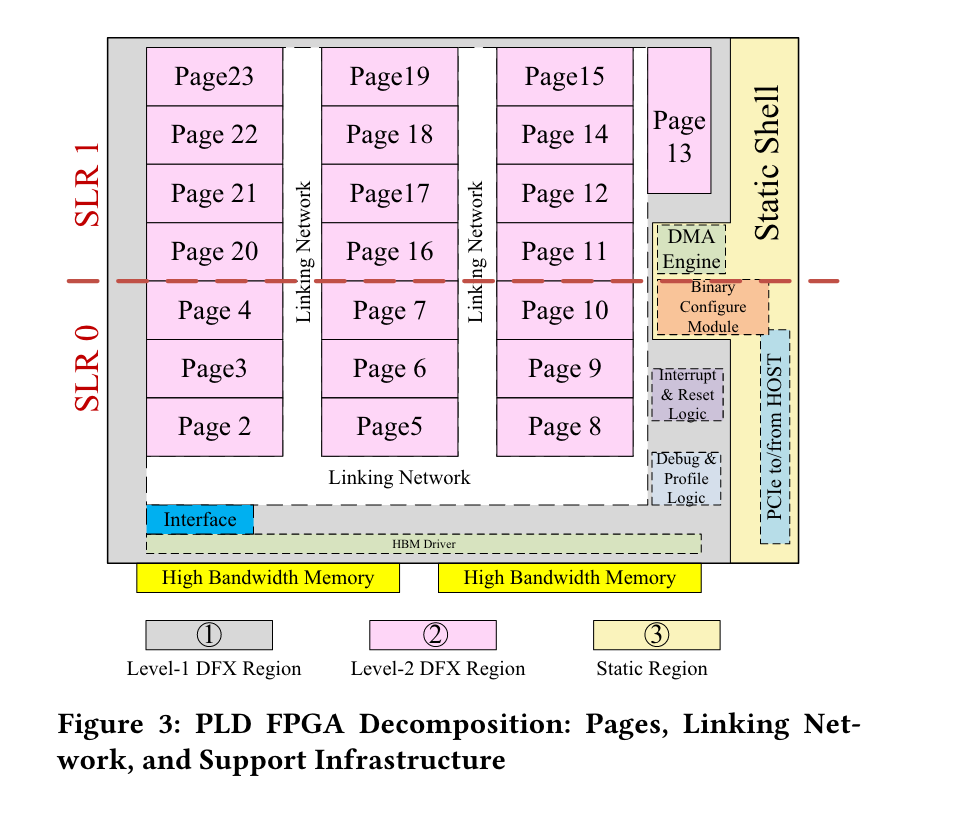 Page23
Page19
Page15
Page
13
Page 22
Page 18
Page 14
Page 21
Page17
Page 12
Page 20
Page 16
Page 11
Page 4
Page 7
Page 10
Page3
Page 6
Page 9
Page 2
Page5
Page 8
SLR 1
SLR 0
Linking Network
Linking Network
Linking Network
Static Shell
DMA
Engine
Binary
Configure
Module
Interrupt
& Reset
Logic
Debug &
Profile
Logic
PCIe to/from HOST
Interface
HBM Driver
High Bandwidth Memory
High Bandwidth Memory
①
②
③
Level-1 DFX Region
Level-2 DFX Region
Static Region
Figure 3: PLD FPGA Decomposition: Pages, Linking Net-
work, and Support Infrastructure